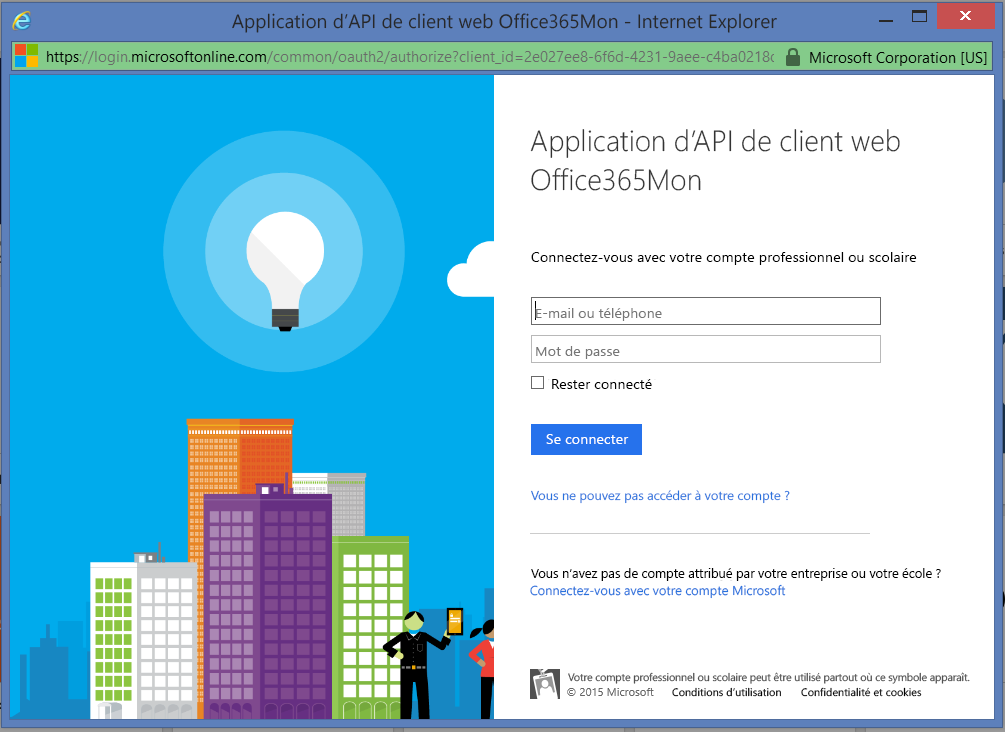 Application d'API de client web Office365Mon - Internet Explorer
https://login.microsoftonline.com/common/oauth2/authorize?client_id=2e027ee8-6f6d-4231-9aee-c4ba0218c
Microsoft Corporation [US]
Application d'API de client web
Office365Mon
Connectez-vous avec votre compte professionnel ou scolaire
E-mail ou téléphone
Mot de passe
Rester connecté
Se connecter
Vous ne pouvez pas accéder à votre compte ?
Vous n'avez pas de compte attribué par votre entreprise ou votre école ?
Connectez-vous avec votre compte Microsoft
Votre compte professionnel ou scolaire peut être utilisé partout où ce symbole apparaît.
© 2015 Microsoft Conditions d'utilisation Confidentialité et cookies